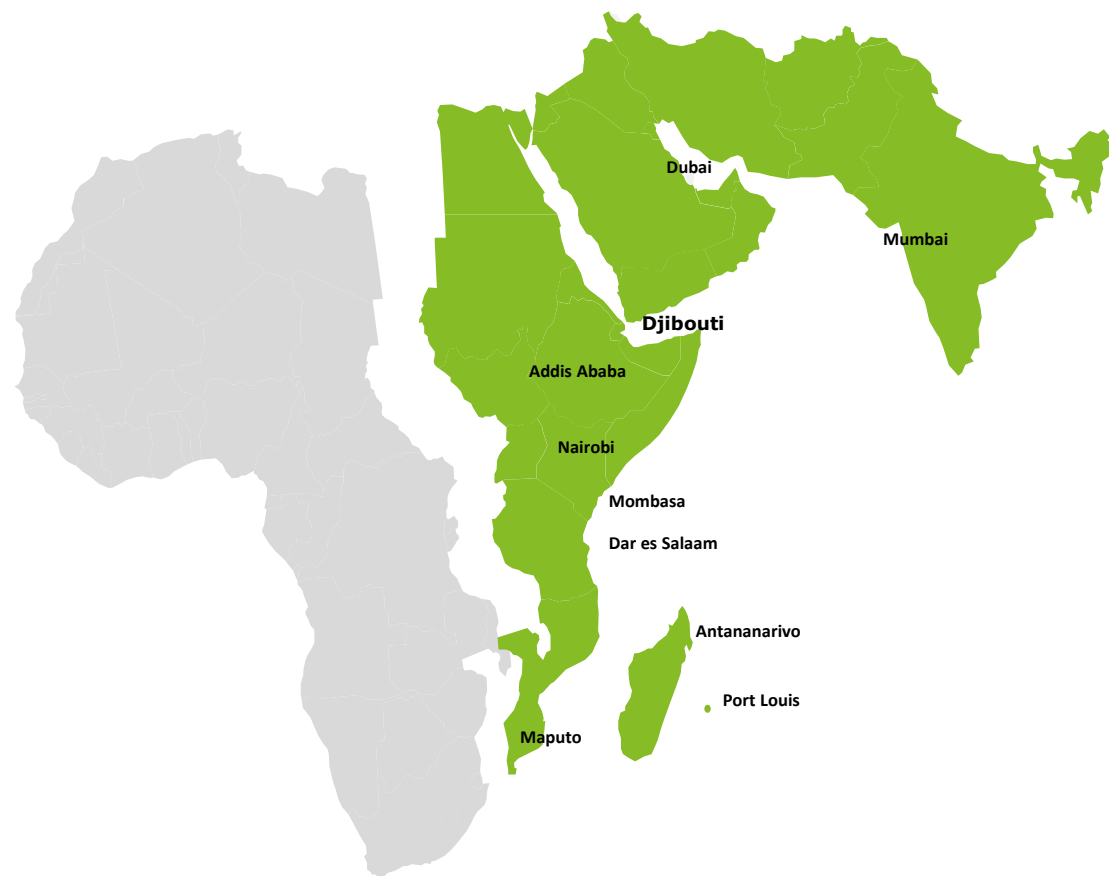 Dubai
Mumbai
Djibouti
Addis Ababa
Nairobi
Mombasa
Dar es Salaam
Antananarivo
Port Louis
Maputo